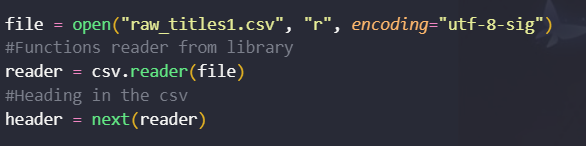 file = open("raw_titles1.csv", "r", encoding="utf-8-sig")
#Functions reader from library
reader = csv.reader(file)
#Heading in the csv
header = next(reader)